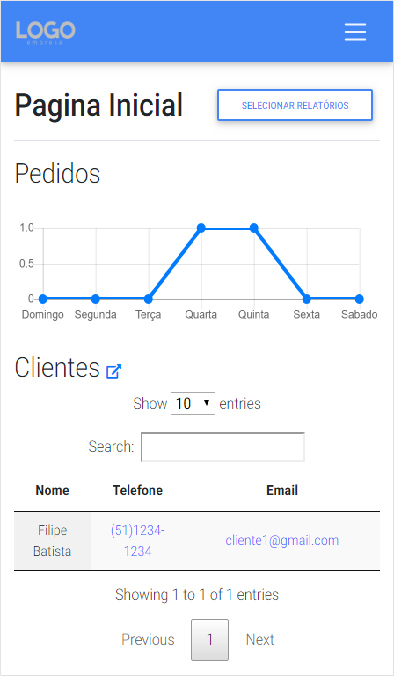 LOGO
Pagina Inicial
SELECIONAR RELATÓRIOS
Pedidos
1.0
0.5
0
Domingo Segunda Terça Quarta Quinta Sexta Sabado
Clientes
Show 10 entries
Search:
Nome Telefone Email
Filipe Batista (51)1234-1234 cliente1@gmail.com
Showing 1 to 1 of 1 entries
Previous 1 Next